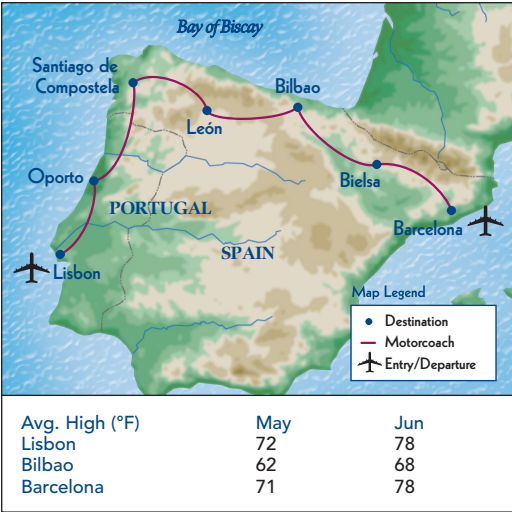 Bay of Biscay
Santiago de
Compostela
Bilbao
León
Oporto
Bielsa
PORTUGAL
Barcelona
SPAIN
Lisbon
Map Legend
Destination
Motorcoach
Entry/Departure
Avg. High (°F) May Jun
Lisbon 72 78
Bilbao 62 68
Barcelona 71 78